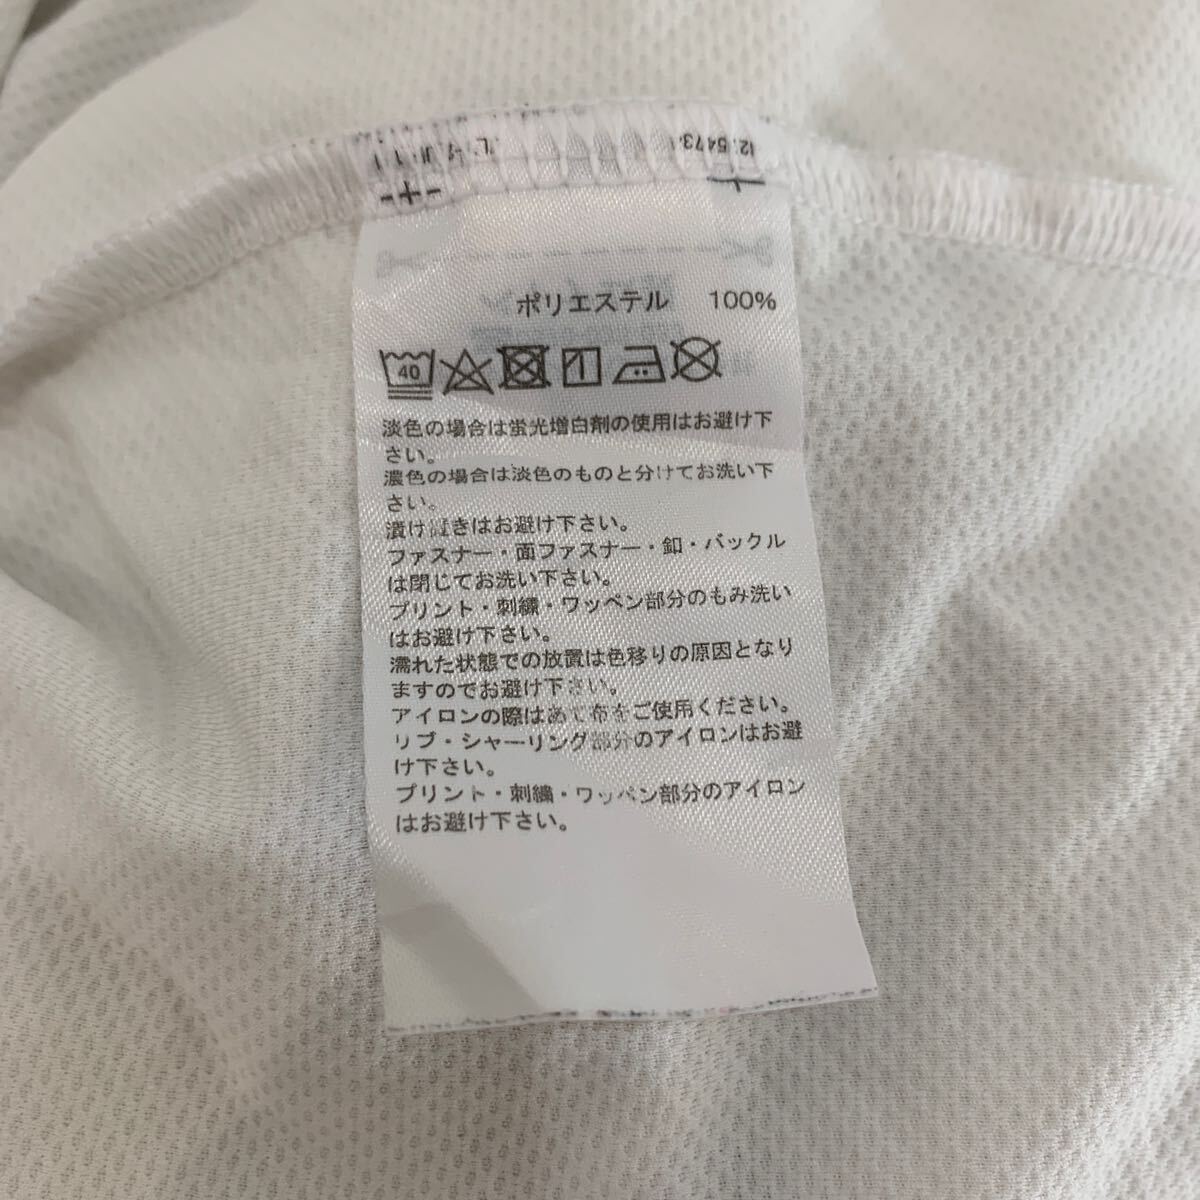 ポリエステル 100%
40
淡色の場合は蛍光増白剤の使用はお避け下
さい。
濃色の場合は淡色のものと分けてお洗い下
さい。
漬け置きはお避け下さい。
ファスナー・面ファスナー・釦・バックル
は閉じてお洗い下さい。
プリント・刺繍・ワッペン部分のもみ洗い
はお避け下さい。
濡れた状態での放置は色移りの原因となり
ますのでお避け下さい。
アイロンの際はあて布をご使用ください。
リブ・シャーリング部分のアイロンはお避
け下さい。
プリント・刺繍・ワッペン部分のアイロン
はお避け下さい。